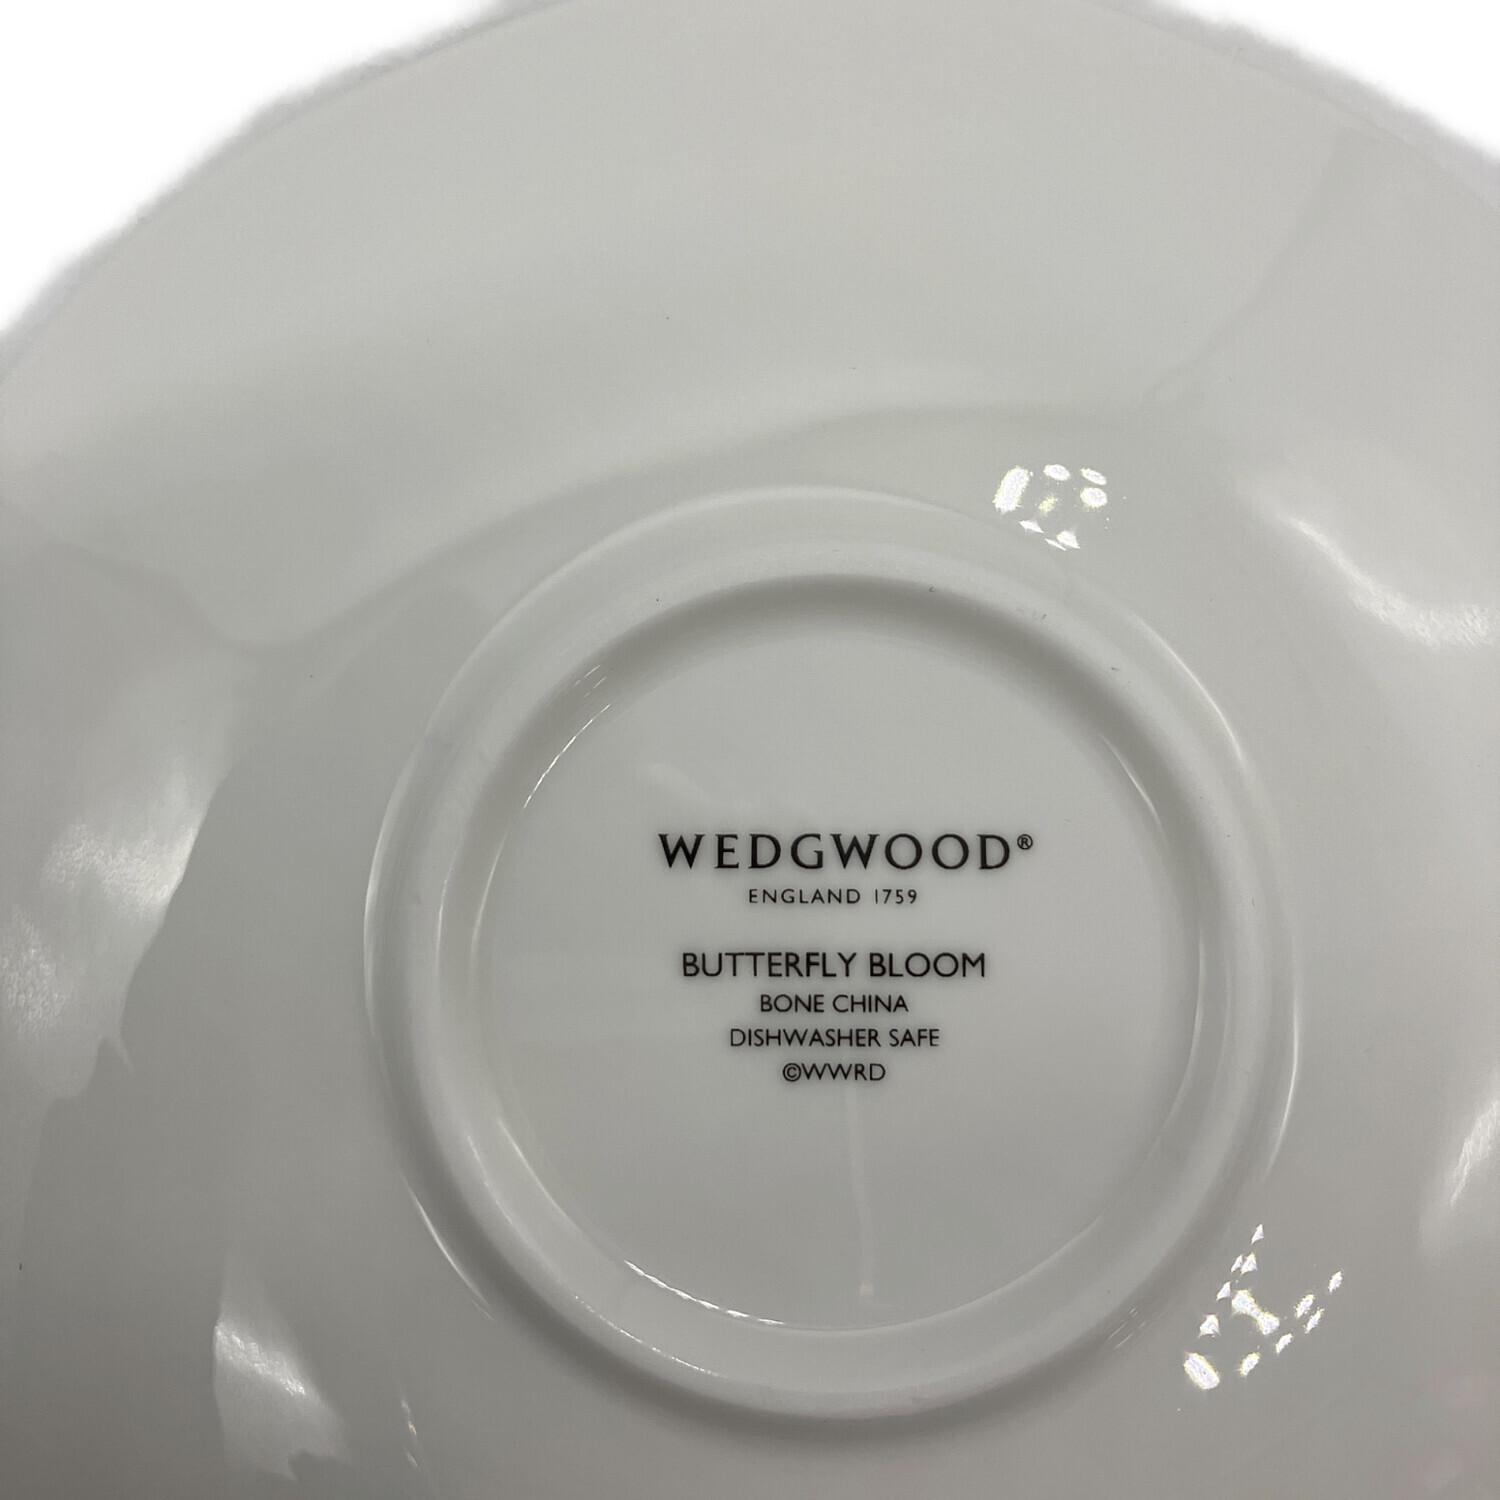 WEDGWOOD®
ENGLAND 1759
BUTTERFLY BLOOM
BONE CHINA
DISHWASHER SAFE
©WWRD